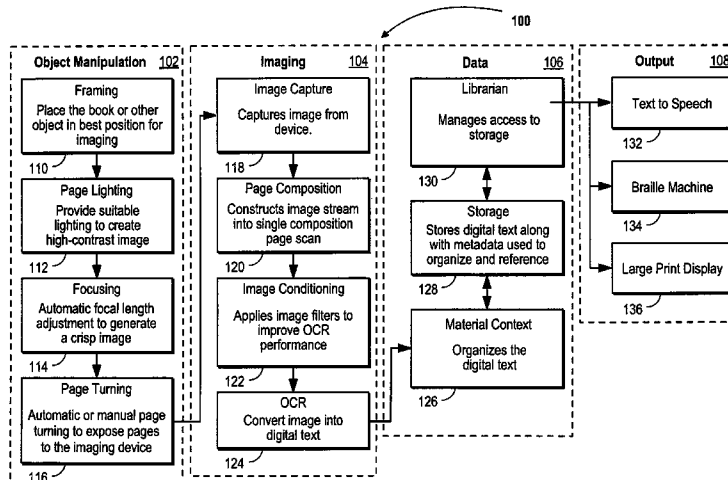 100
Object Manipulation 102
Framing
Place the book or other
object in best position for
imaging
110
Page Lighting
Provide suitable
lighting to create
high-contrast image
112
Focusing
Automatic focal length
adjustment to generate
a crisp image
114
Page Turning
Automatic or manual page
turning to expose pages
to the imaging device
116
Imaging 104
Image Capture
Captures image from
device.
118
Page Composition
Constructs image stream
into single composition
page scan
120
Image Conditioning
Applies image filters to
improve OCR
performance
122
OCR
Convert image into
digital text
124
Data 106
Librarian
Manages access to
storage
130
Storage
Stores digital text along
with metadata used to
organize and reference
128
Material Context
Organizes the
digital text
126
Output 108
Text to Speech
132
Braille Machine
134
Large Print Display
136